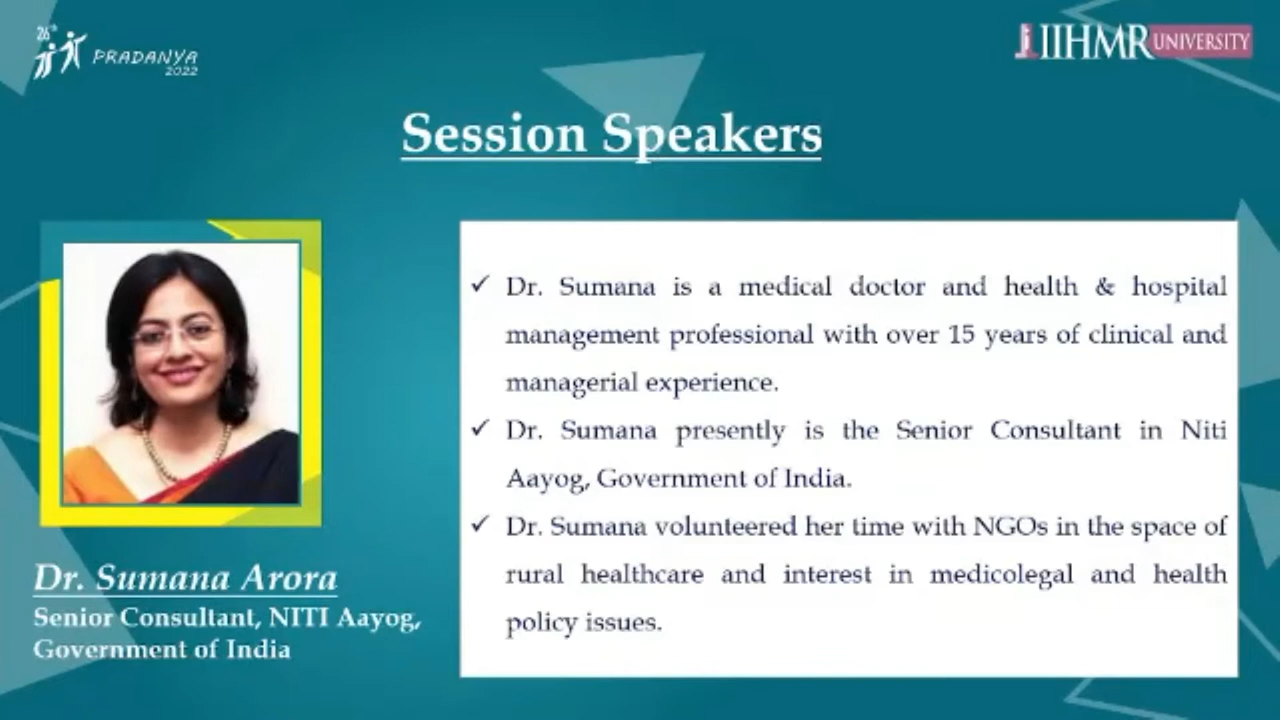 26th
PRADANYA
2022
IIHMR UNIVERSITY
Session Speakers
✓ Dr. Sumana is a medical doctor and health & hospital
management professional with over 15 years of clinical and
managerial experience.
✓ Dr. Sumana presently is the Senior Consultant in Niti
Aayog, Government of India.
✓ Dr. Sumana volunteered her time with NGOs in the space of
rural healthcare and interest in medicolegal and health
policy issues.
Dr. Sumana Arora
Senior Consultant, NITI Aayog,
Government of India